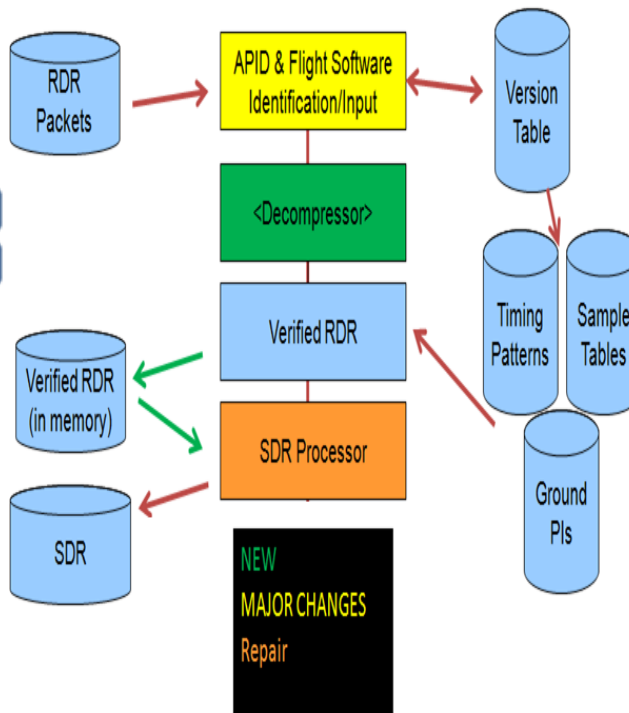 RDR
Packets
APID & Flight Software
Identification/Input
Version
Table
<Decompressor>
Timing
Patterns
Sample
Tables
Verified RDR
Verified RDR
(in memory)
SDR Processor
Ground
PIs
SDR
NEW
MAJOR CHANGES
Repair